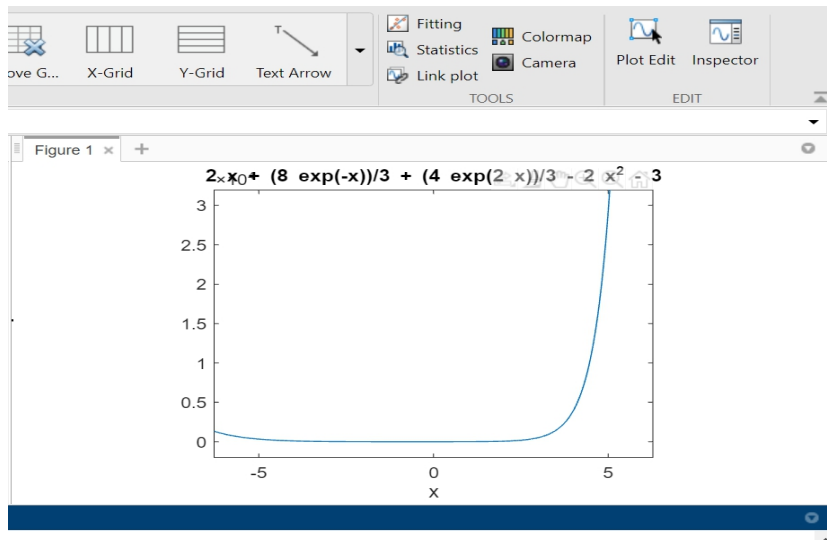 Fitting
Colormap
Statistics
Camera
Link plot
ove G...
X-Grid
Y-Grid
Text Arrow
Plot Edit
Inspector
TOOLS
EDIT
Figure 1
2 x + (8 exp(-x))/3 + (4 exp(2 x))/3 - 2 x² - 3
3
2.5
2
1.5
1
0.5
0
-5
0
5
x